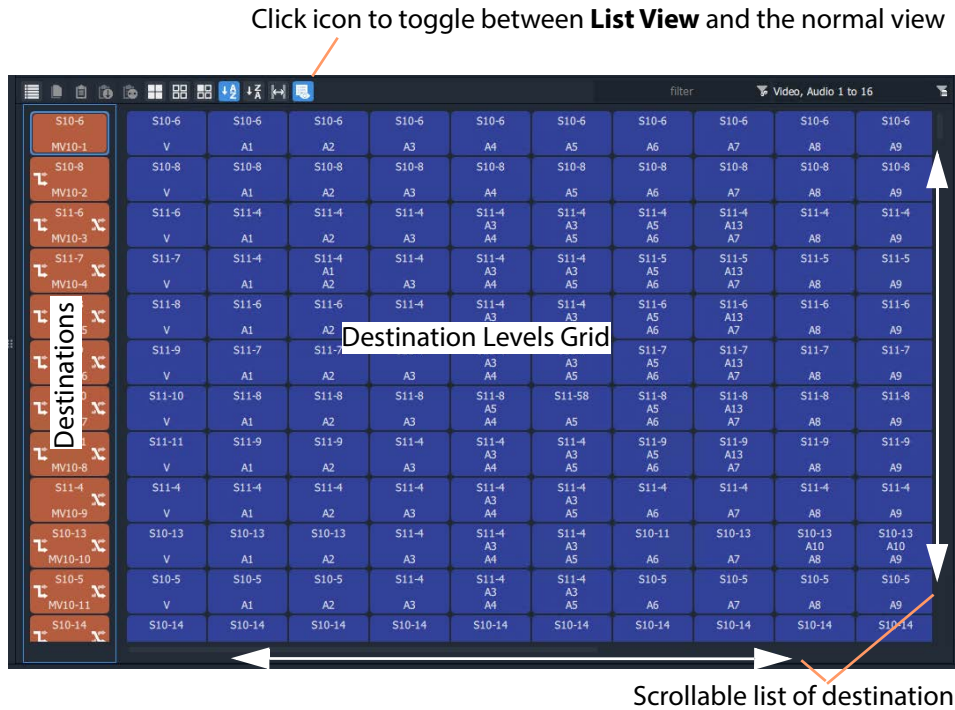 Click icon to toggle between List View and the normal view
filter Video, Audio 1 to 16
S10-6 S10-6 S10-6 S10-6 S10-6 S10-6 S10-6 S10-6 S10-6 S10-6 S10-6
MV10-1 V A1 A2 A3 A4 A5 A6 A7 A8 A9
S10-8 S10-8 S10-8 S10-8 S10-8 S10-8 S10-8 S10-8 S10-8 S10-8 S10-8
MV10-2 V A1 A2 A3 A4 A5 A6 A7 A8 A9
S11-6 S11-6 S11-4 S11-4 S11-4 S11-4 S11-4 S11-4 S11-4 S11-4 S11-4
A3 A3 A5 A13
MV10-3 V A1 A2 A3 A4 A5 A6 A7 A8 A9
S11-7 S11-7 S11-4 S11-4 S11-4 S11-4 S11-4 S11-5 S11-5 S11-5 S11-5
A1 A3 A3 A5 A13
MV10-4 V A1 A2 A3 A4 A5 A6 A7 A8 A9
S11-8 S11-6 S11-6 S11-4 S11-4 S11-4 S11-6 S11-6 S11-6 S11-6
A3 A3 A5 A13
V A1 A2 A6 A7 A8 A9
Destinations
Destination Levels Grid
S11-9 S11-7 S11-7 S11-7 S11-7 S11-7
A3 A3 A5 A13
V A1 A2 A3 A4 A5 A6 A7 A8 A9
S11-10 S11-8 S11-8 S11-8 S11-8 S11-58 S11-8 S11-8 S11-8 S11-8
A5 A5 A13
V A1 A2 A3 A4 A5 A6 A7 A8 A9
S11-11 S11-9 S11-9 S11-4 S11-4 S11-4 S11-9 S11-9 S11-9 S11-9
A3 A3 A5 A13
MV10-8 V A1 A2 A3 A4 A5 A6 A7 A8 A9
S11-4 S11-4 S11-4 S11-4 S11-4 S11-4 S11-4 S11-4 S11-4 S11-4 S11-4
A3 A3
MV10-9 V A1 A2 A3 A4 A5 A6 A7 A8 A9
S10-13 S10-13 S10-13 S10-13 S11-4 S11-4 S11-4 S10-11 S10-13 S10-13 S10-13
A3 A3 A10 A10
MV10-10 V A1 A2 A3 A4 A5 A6 A7 A8 A9
S10-5 S10-5 S10-5 S10-5 S11-4 S11-4 S11-4 S10-5 S10-5 S10-5 S10-5
A3 A3
MV10-11 V A1 A2 A3 A4 A5 A6 A7 A8 A9
S10-14 S10-14 S10-14 S10-14 S10-14 S10-14 S10-14 S10-14 S10-14 S10-14 S10-14
Scrollable list of destination